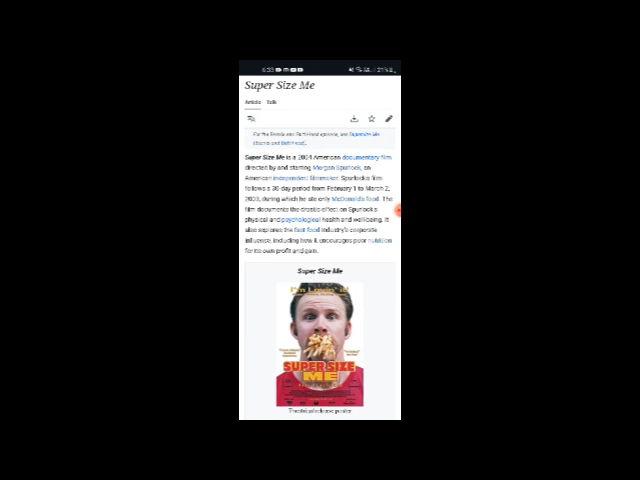 Super Size Me
Article Talk
Super Size Me is a 2004 American documentary film
directed by and starring Morgan Spurlock, an
American independent filmmaker. Spurlock's film
follows a 30-day period from February 1 to March 2,
2003, during which he ate only McDonald's food. The
film documents the drastic effect on Spurlock's
physical and psychological health and well-being. It
also explores the fast food industry's corporate
influence, including how it encourages poor nutrition
for its own profit and gain.
Super Size Me
I'm Lovin' it!
SUPER SIZE
ME
Theatrical release poster